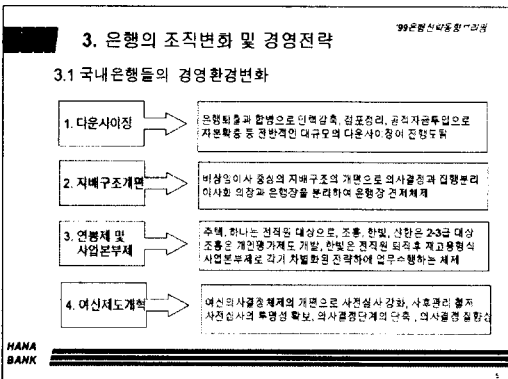 '99은행전략동향
3. 은행의 조직변화 및 경영전략
3.1 국내은행들의 경영환경변화
1. 다운사이징
은행퇴출과 합병으로 인력감축, 점포정리, 공적자금투입으로
자본확충 등 전반적인 대규모의 다운사이징이 진행도됨
2. 지배구조개편
비상임이사 중심의 지배구조의 개편으로 의사결정과 집행분리
이사회 의장과 은행장을 분리하여 은행장 견제체제
3. 연봉제 및
사업본부제
주택, 하나는 전직원 대상으로, 조흥, 한빛, 신한은 2-3급 대상
조흥은 개인평가제도 개발, 한빛은 전직원 퇴직후 재고용형식
사업본부제로 각기 차별화된 전략하에 업무수행하는 체제
4. 여신제도개혁
여신의사결정체제의 개편으로 사전심사 강화, 사후관리 철저
사전심사의 투명성 확보, 의사결정단계의 단축, 의사결정 질향상
HANA
BANK